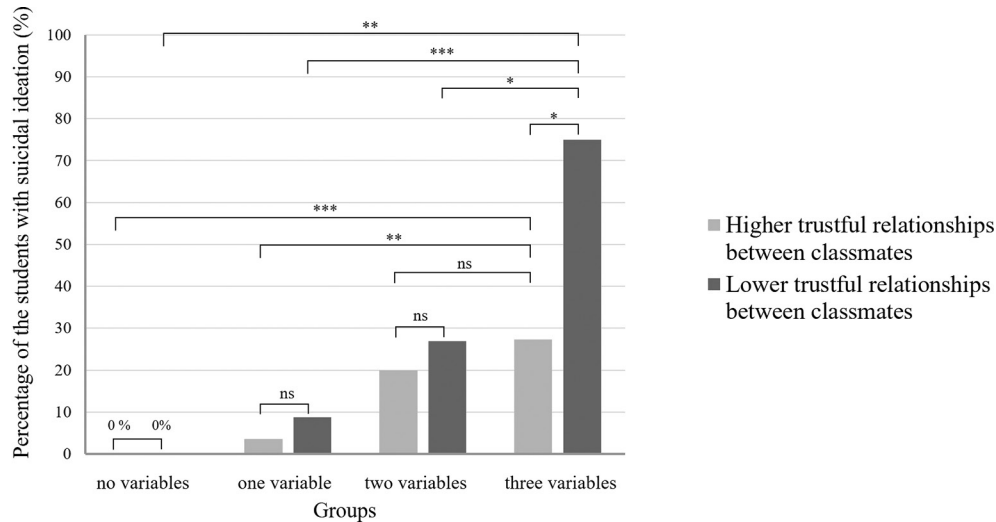 Percentage of the students with suicidal ideation (%)
100
90
80
70
60
50
40
30
20
10
0
**
***
*
*
***
**
ns
ns
ns
0 % 0%
no variables one variable two variables three variables
Groups
Higher trustful relationships
between classmates
Lower trustful relationships
between classmates